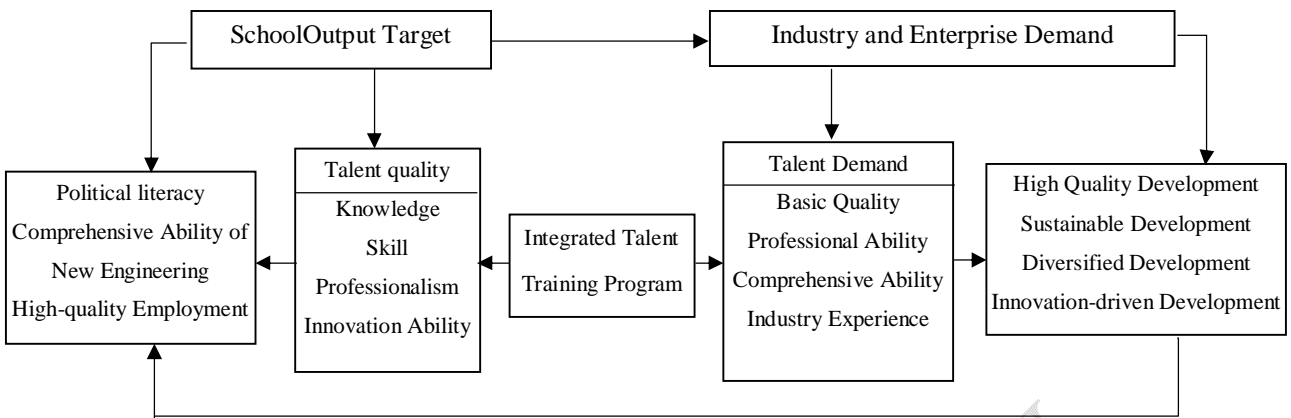 SchoolOutput Target
Industry and Enterprise Demand
Political literacy
Comprehensive Ability of
New Engineering
High-quality Employment
Talent quality
Knowledge
Skill
Professionalism
Innovation Ability
Integrated Talent
Training Program
Talent Demand
Basic Quality
Professional Ability
Comprehensive Ability
Industry Experience
High Quality Development
Sustainable Development
Diversified Development
Innovation-driven Development